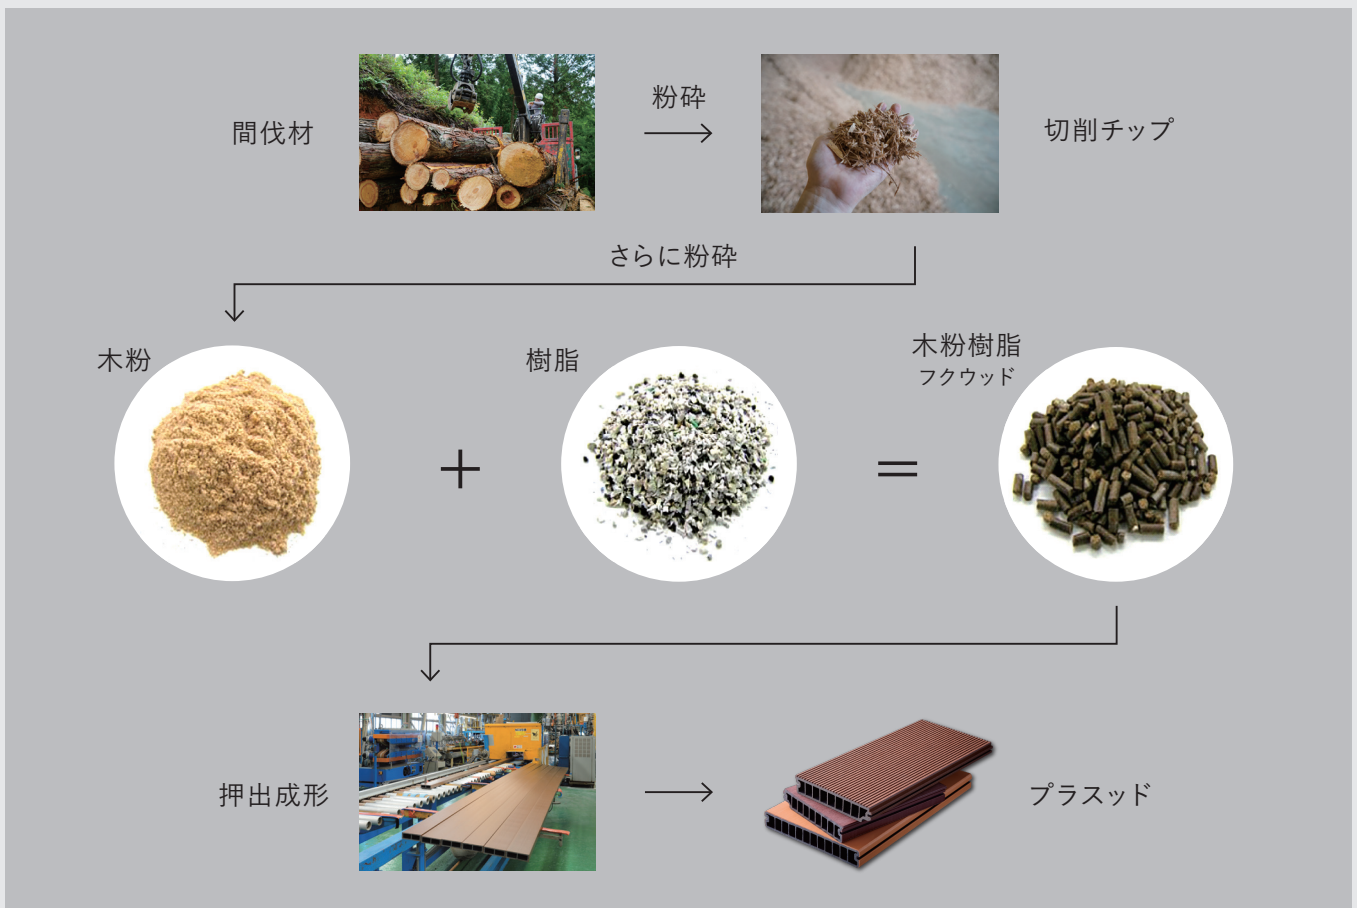 間伐材
粉砕
切削チップ
さらに粉砕
木粉
樹脂
木粉樹脂
フクウッド
+
=
押出成形
プラスッド